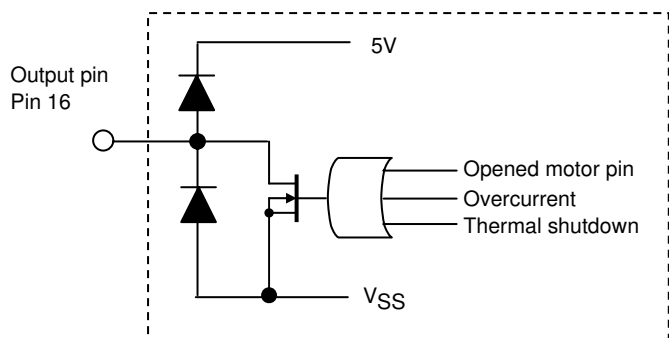 5V
Output pin
Pin 16
Opened motor pin
Overcurrent
Thermal shutdown
VSS